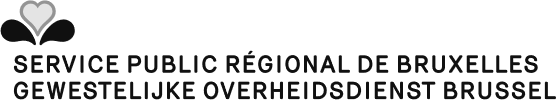 SERVICE PUBLIC RÉGIONAL DE BRUXELLES
GEWESTELIJKE OVERHEIDSDIENST BRUSSEL